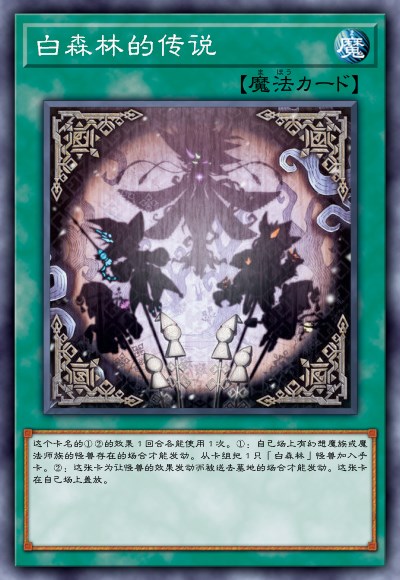 白森林的传说
魔
【魔法カード】
ま ほう
这个卡名的①②的效果1回合各能使用1次。①：自己场上有幻想魔族或魔
法师族的怪兽存在的场合才能发动。从卡组把1只「白森林」怪兽加入手
卡。②：这张卡为让怪兽的效果发动而被送去墓地的场合才能发动。这张卡
在自己场上盖放。